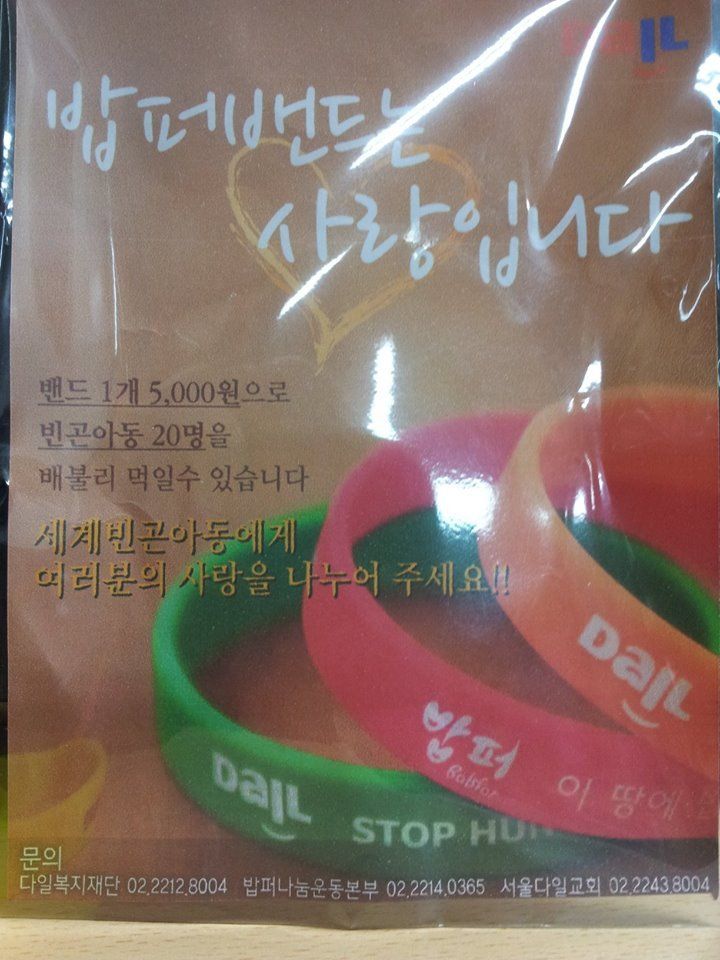 DaiL
밥퍼밴드는
사랑입니다
밴드 1개 5,000원으로
빈곤아동 20명을
배불리 먹일수 있습니다
세계빈곤아동에게
여러분의 사랑을 나누어 주세요!!
DaiL
밥퍼
이 땅에
DaiL
STOP
문의
다일복지재단 02.2212.8004 밥퍼나눔운동본부 02.2214.0365 서울다일교회 02.2243.8004